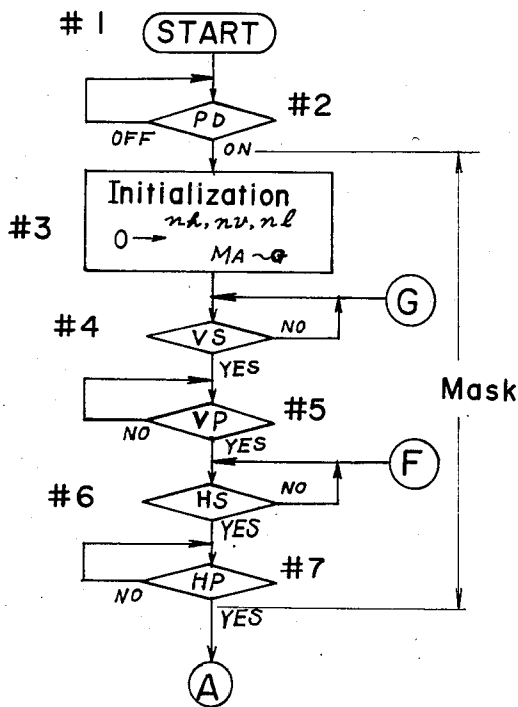 #1 START
#2
PD
OFF
ON
Initialization
nh, nv, nl
#3
0 →
MA ~ G
G
#4
VS
NO
YES
Mask
VP
#5
NO
YES
F
#6
HS
NO
YES
HP
#7
NO
YES
A